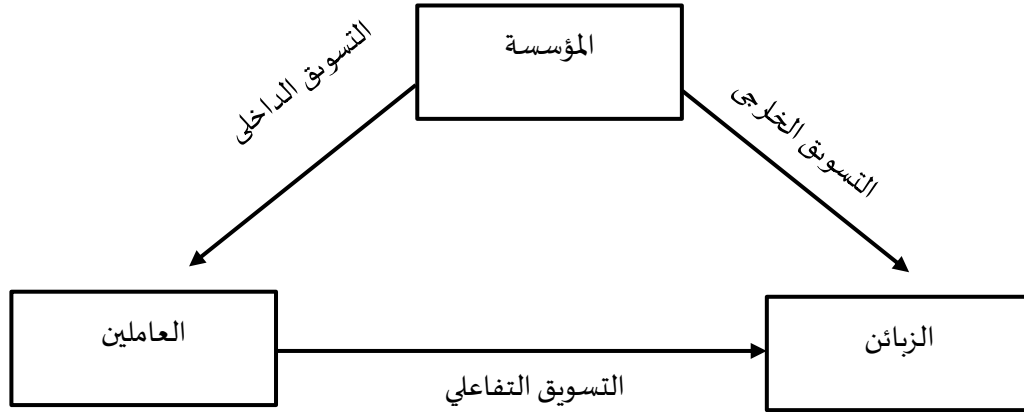 المؤسسة
التسويق الداخلي
التسويق الخارجي
العاملين
الزبائن
التسويق التفاعلي